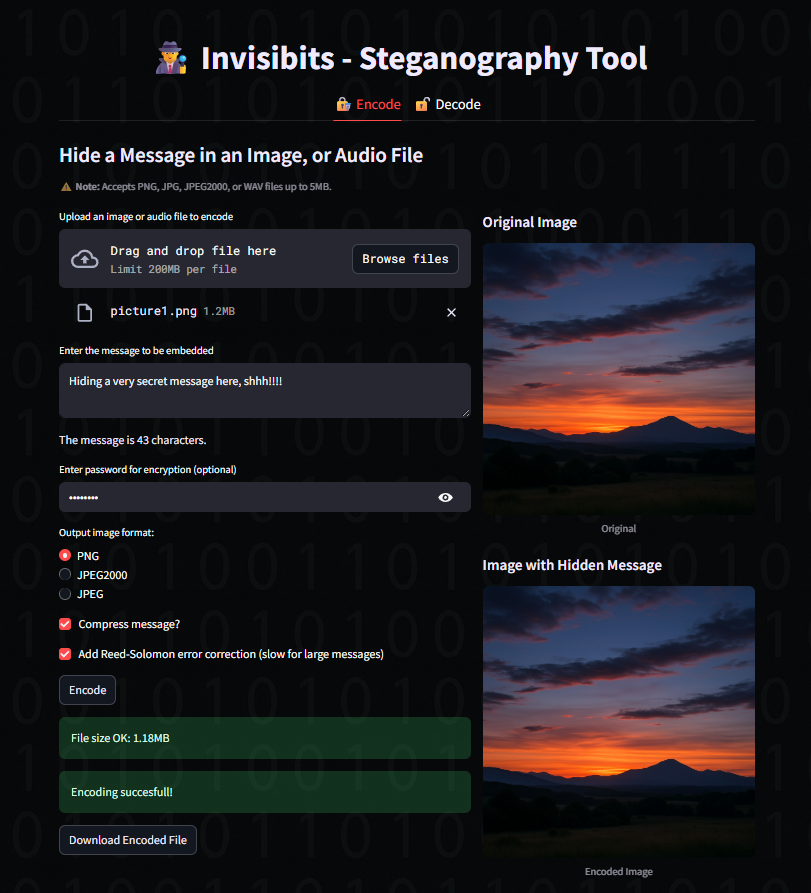 Invisibits - Steganography Tool
Encode
Decode
Hide a Message in an Image, or Audio File
Note: Accepts PNG, JPG, JPEG2000, or WAV files up to 5MB.
Upload an image or audio file to encode
Drag and drop file here
Limit 200MB per file
Browse files
picture1.png 1.2MB
Enter the message to be embedded
Hiding a very secret message here, shhh!!!!
The message is 43 characters.
Enter password for encryption (optional)
••••••••
Output image format:
PNG
JPEG2000
JPEG
Compress message?
Add Reed-Solomon error correction (slow for large messages)
Encode
File size OK: 1.18MB
Encoding succesfull!
Download Encoded File
Original Image
Original
Image with Hidden Message
Encoded Image